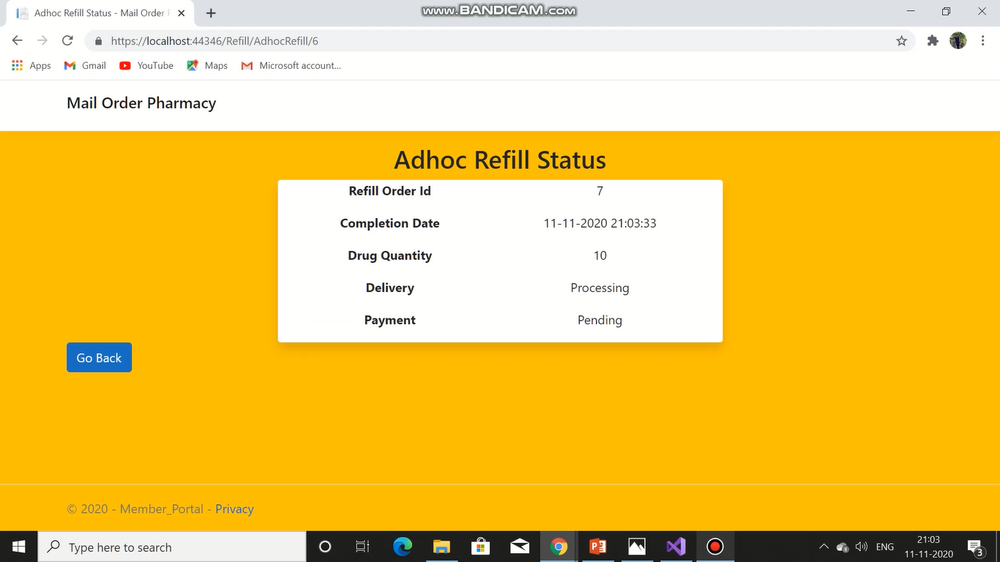 Adhoc Refill Status - Mail Order
www.BANDICAM.com
https://localhost:44346/Refill/AdhocRefill/6
Apps Gmail YouTube Maps Microsoft account...
Mail Order Pharmacy
Adhoc Refill Status
Refill Order Id 7
Completion Date 11-11-2020 21:03:33
Drug Quantity 10
Delivery Processing
Payment Pending
Go Back
© 2020 - Member_Portal - Privacy
Type here to search
ENG
21:03
11-11-2020
3